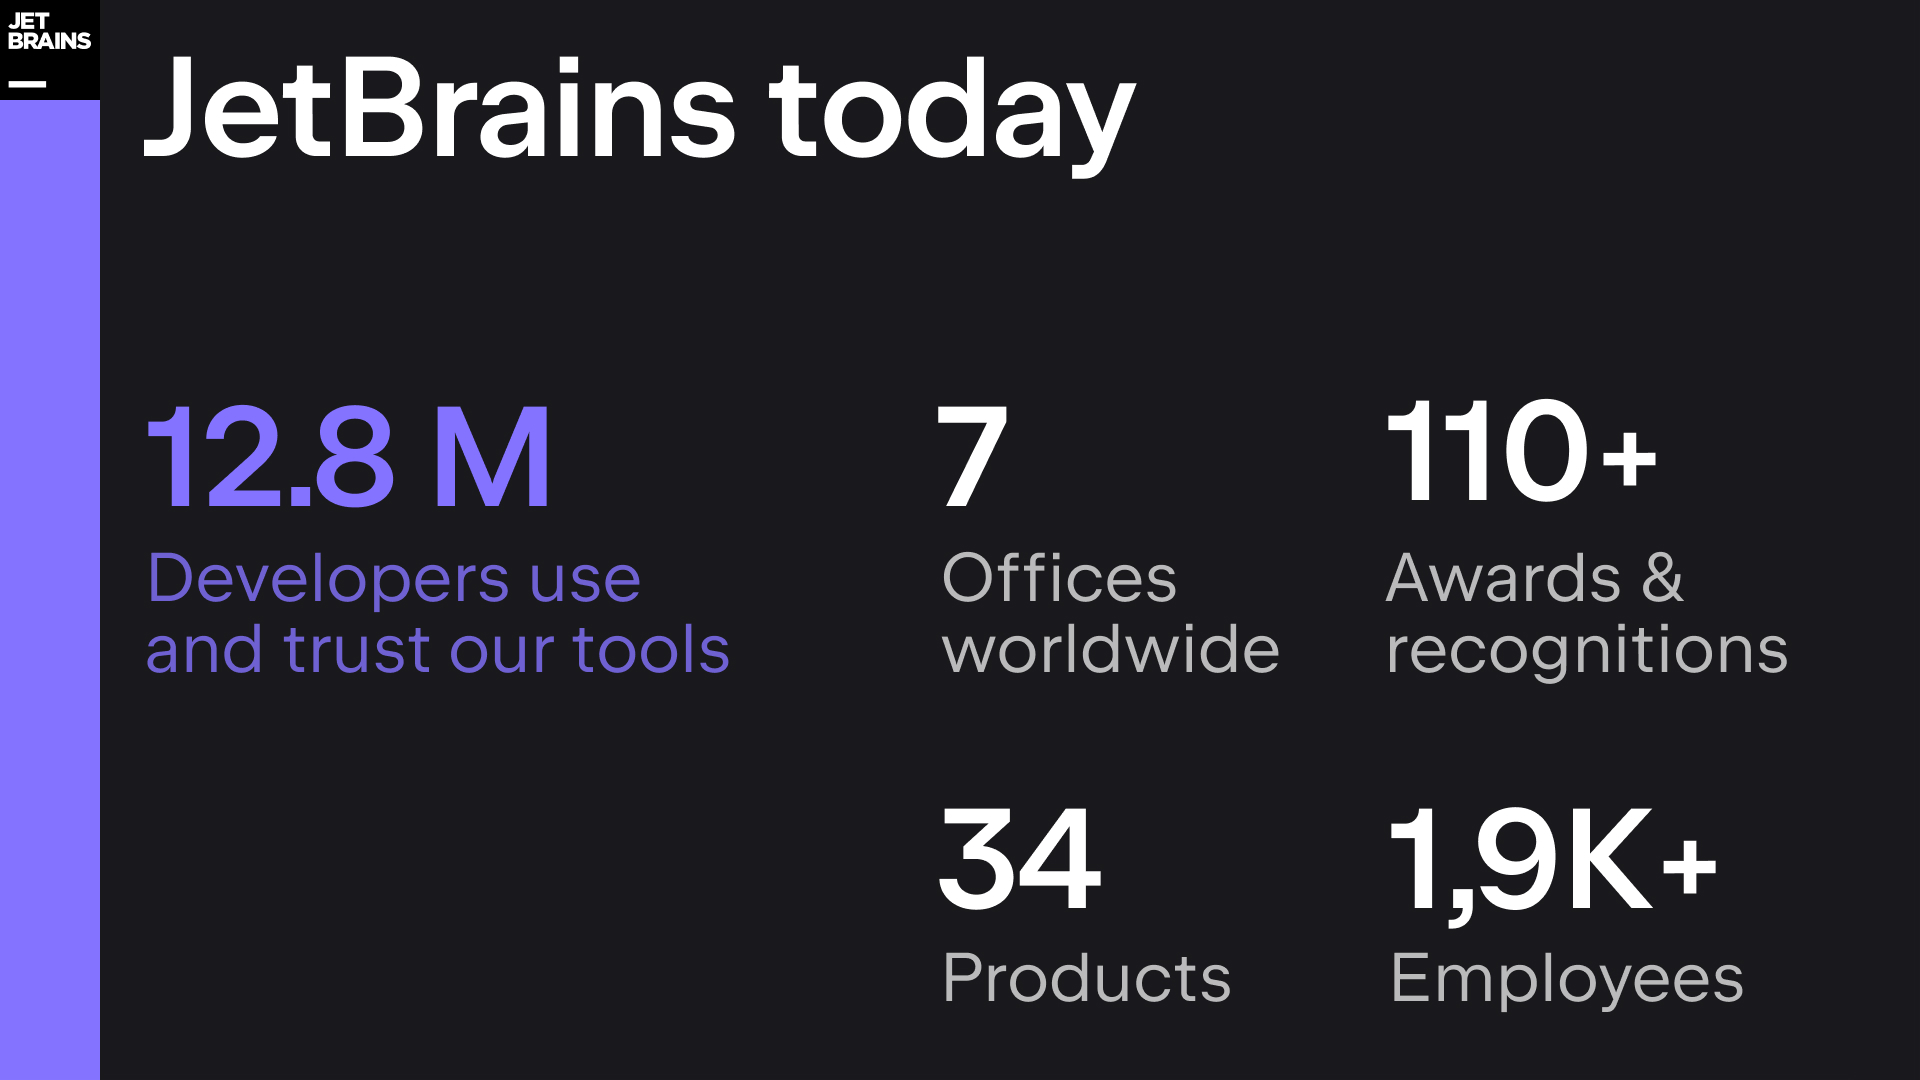 JET
BRAINS
JetBrains today
12.8 M
Developers use
and trust our tools
7
Offices
worldwide
110+
Awards &
recognitions
34
Products
1,9K+
Employees